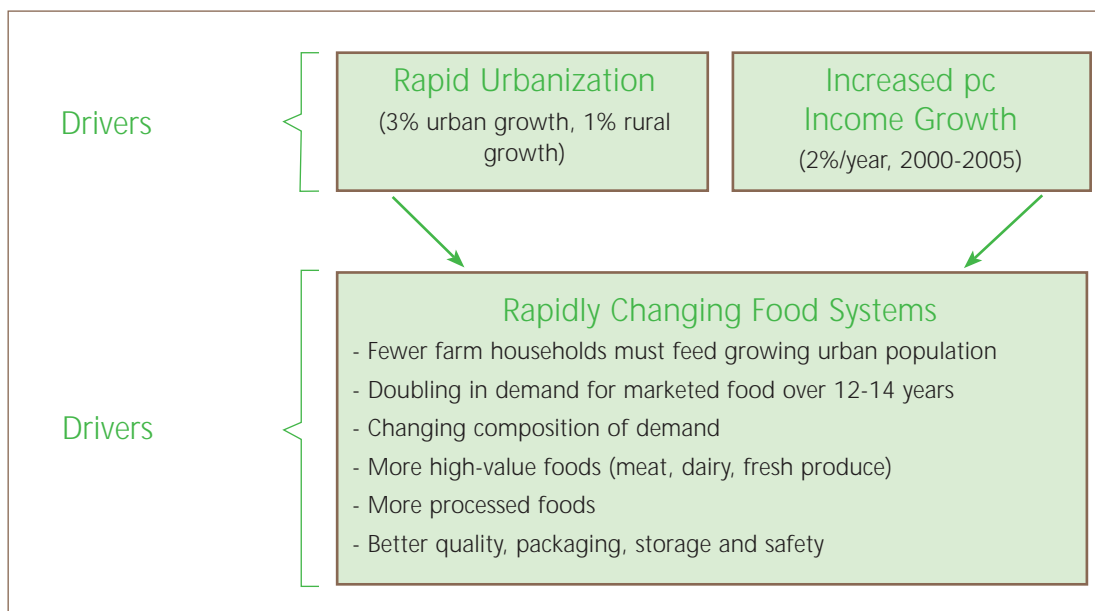 Drivers
Rapid Urbanization
(3% urban growth, 1% rural
growth)
Increased pc
Income Growth
(2%/year, 2000-2005)
Drivers
Rapidly Changing Food Systems
- Fewer farm households must feed growing urban population
- Doubling in demand for marketed food over 12-14 years
- Changing composition of demand
- More high-value foods (meat, dairy, fresh produce)
- More processed foods
- Better quality, packaging, storage and safety